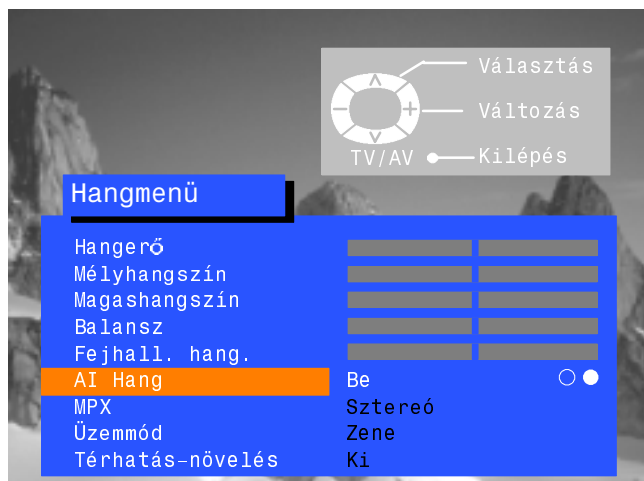 Választás
Változás
TV/AV Kilépés
Hangmenü
Hangerő
Mélyhangszín
Magashangszín
Balansz
Fejhall. hang.
AI Hang Be
MPX Sztereó
Üzemmód Zene
Térhatás-növelés Ki